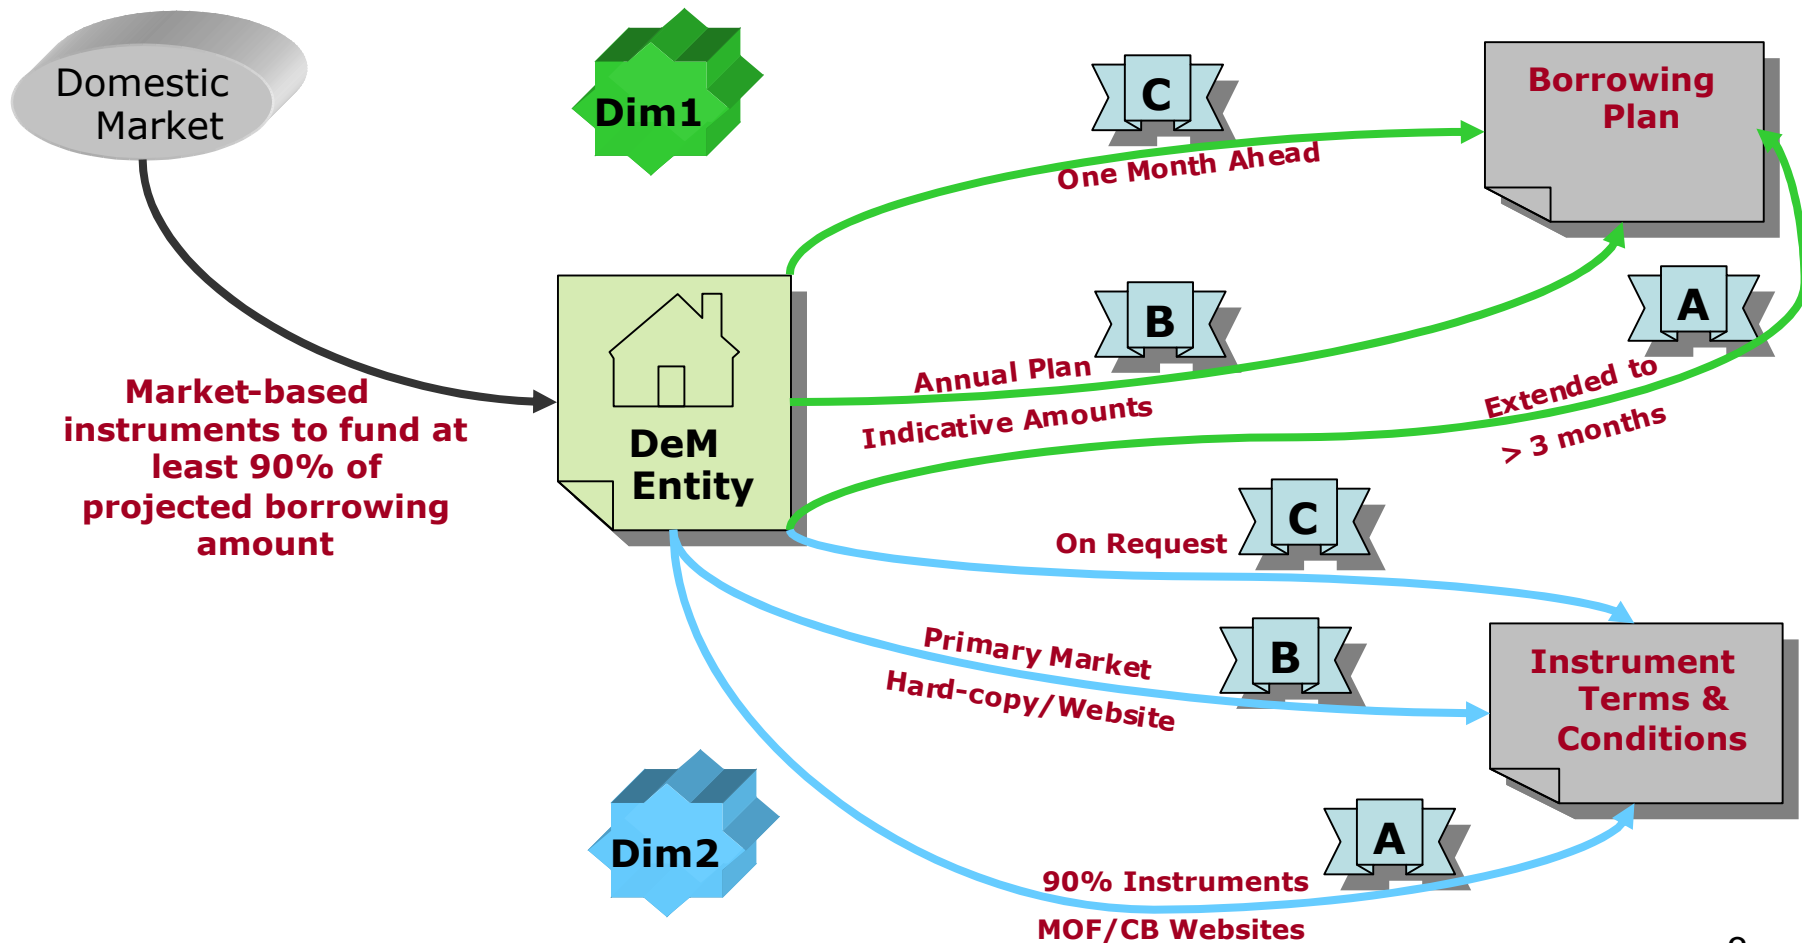 Domestic
Market
Dim1
C
One Month Ahead
Borrowing
Plan
Market-based
instruments to fund at
least 90% of
projected borrowing
amount
DeM
Entity
B
Annual Plan
Indicative Amounts
A
Extended to
> 3 months
On Request
C
Primary Market
Hard-copy/Website
B
Instrument
Terms &
Conditions
Dim2
A
90% Instruments
MOF/CB Websites